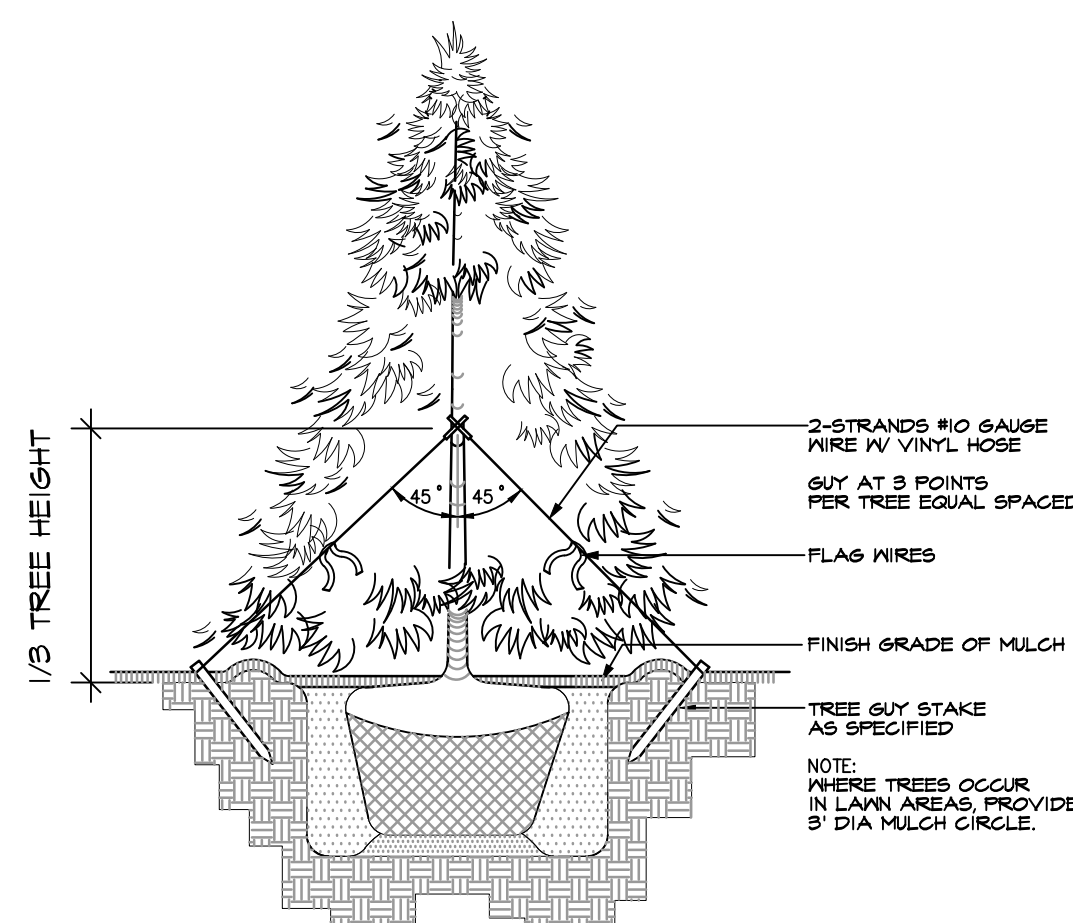 1/3 TREE HEIGHT
45°
45°
2-STRANDS #10 GAUGE
WIRE W/ VINYL HOSE
GUY AT 3 POINTS
PER TREE EQUAL SPACED
FLAG WIRES
FINISH GRADE OF MULCH
TREE GUY STAKE
AS SPECIFIED
NOTE:
WHERE TREES OCCUR
IN LAWN AREAS, PROVIDE
3' DIA MULCH CIRCLE.